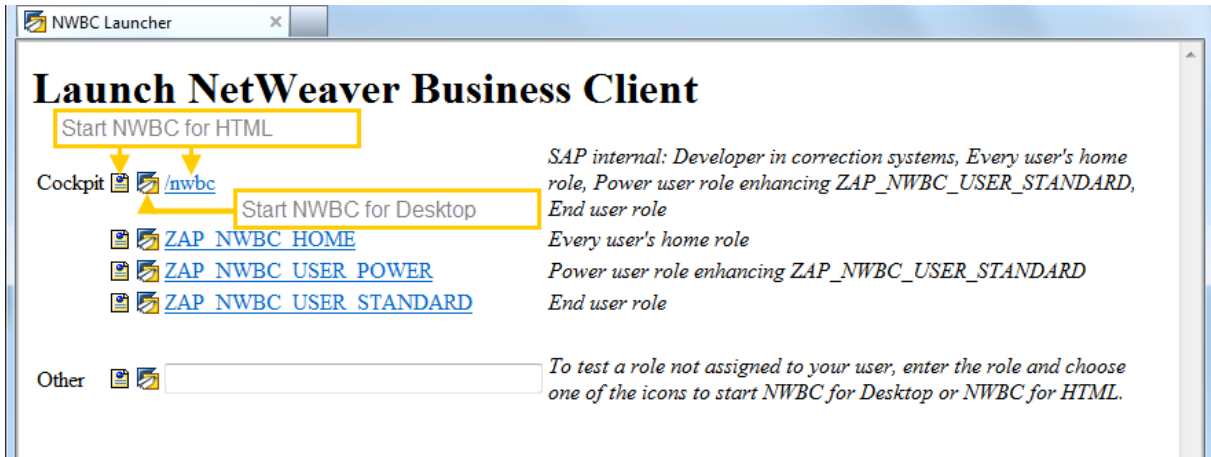 NWBC Launcher
Launch NetWeaver Business Client
Start NWBC for HTML
SAP internal: Developer in correction systems, Every user's home
Cockpit /nwbc role, Power user role enhancing ZAP_NWBC_USER_STANDARD,
Start NWBC for Desktop End user role
ZAP_NWBC_HOME Every user's home role
ZAP_NWBC_USER_POWER Power user role enhancing ZAP_NWBC_USER_STANDARD
ZAP_NWBC_USER_STANDARD End user role
To test a role not assigned to your user, enter the role and choose
Other one of the icons to start NWBC for Desktop or NWBC for HTML.